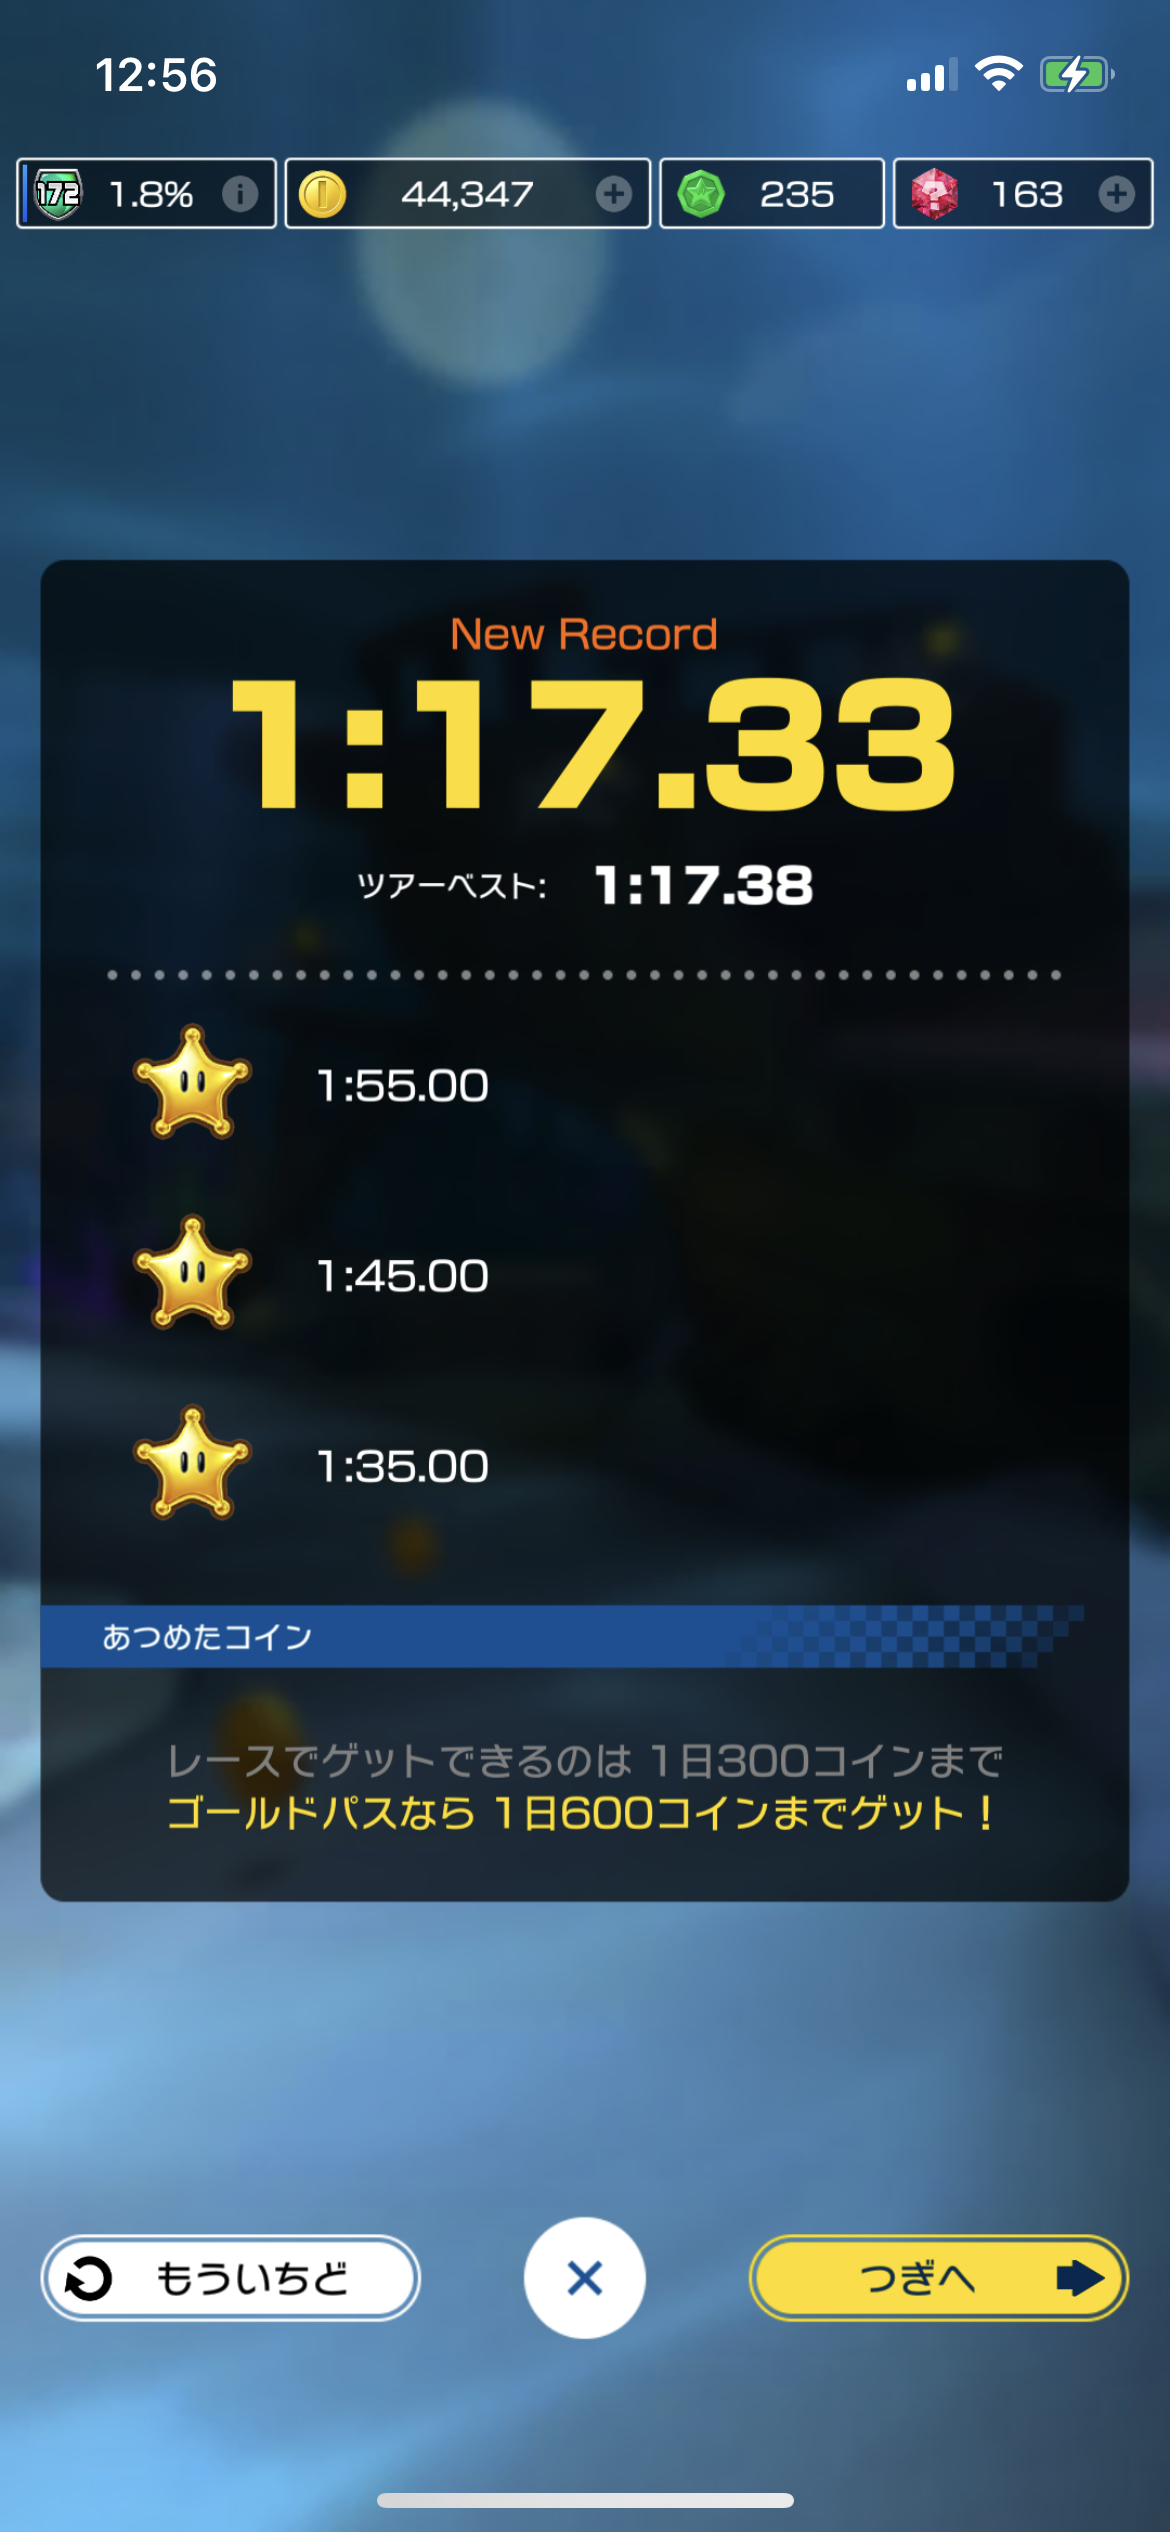 12:56
172 1.8% 44,347 235 163
New Record
1:17.33
ツアーベスト: 1:17.38
1:55.00
1:45.00
1:35.00
あつめたコイン
レースでゲットできるのは 1日300コインまで
ゴールドパスなら 1日600コインまでゲット！
もういちど
つぎへ